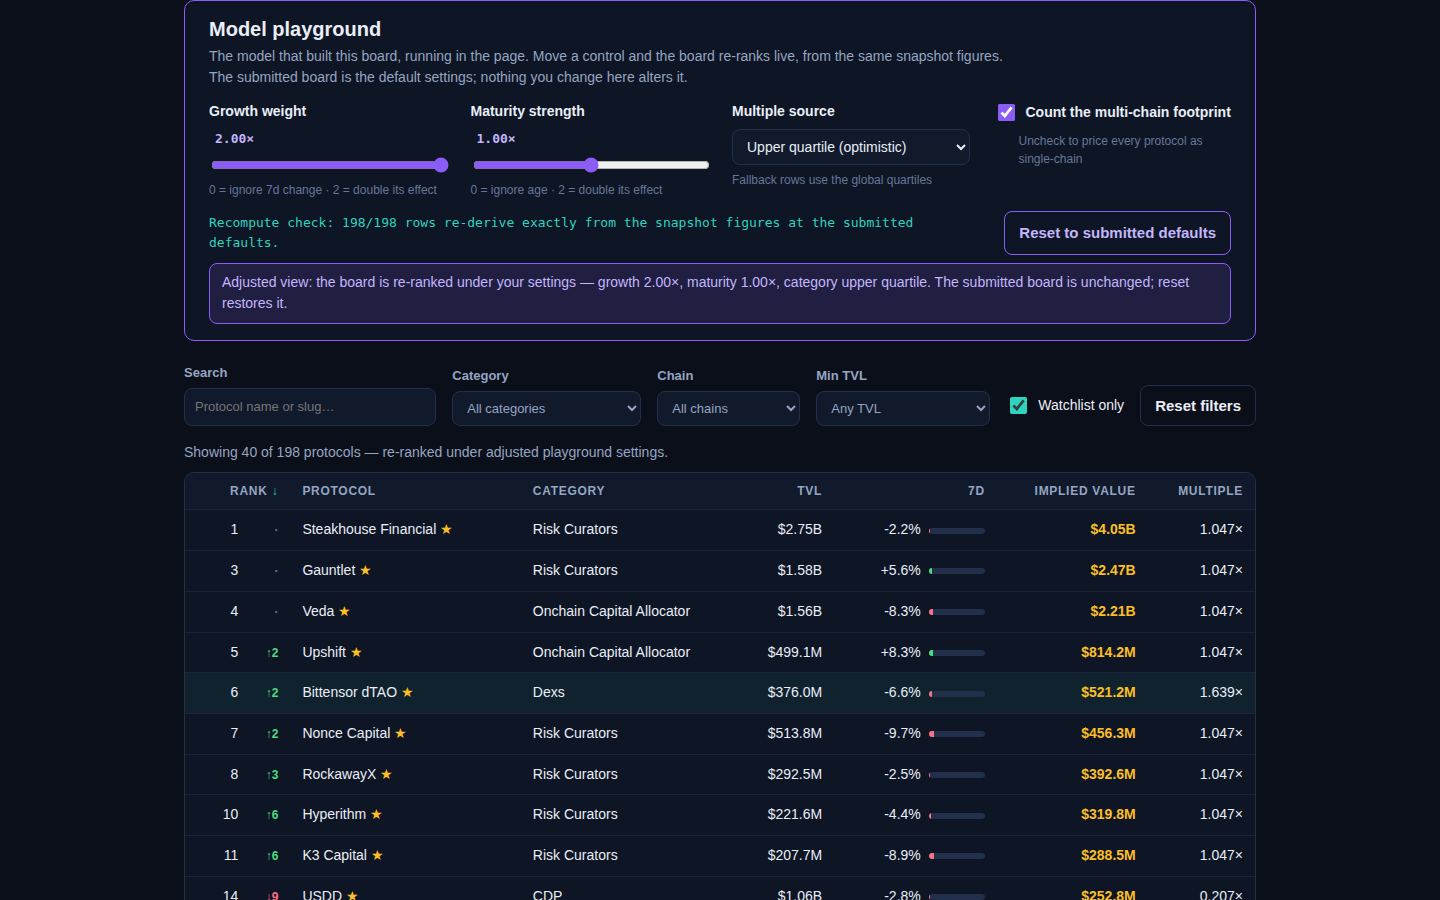 Model playground
The model that built this board, running in the page. Move a control and the board re-ranks live, from the same snapshot figures.
The submitted board is the default settings; nothing you change here alters it.
Growth weight
2.00×
0 = ignore 7d change · 2 = double its effect
Maturity strength
1.00×
0 = ignore age · 2 = double its effect
Multiple source
Upper quartile (optimistic)
Fallback rows use the global quartiles
Count the multi-chain footprint
Uncheck to price every protocol as
single-chain
Recompute check: 198/198 rows re-derive exactly from the snapshot figures at the submitted
defaults.
Reset to submitted defaults
Adjusted view: the board is re-ranked under your settings — growth 2.00×, maturity 1.00×, category upper quartile. The submitted board is unchanged; reset
restores it.
Search
Protocol name or slug…
Category
All categories
Chain
All chains
Min TVL
Any TVL
Watchlist only
Reset filters
Showing 40 of 198 protocols — re-ranked under adjusted playground settings.
RANK ↓ PROTOCOL CATEGORY TVL 7D IMPLIED VALUE MULTIPLE
1 · Steakhouse Financial ★ Risk Curators $2.75B -2.2% $4.05B 1.047×
3 · Gauntlet ★ Risk Curators $1.58B +5.6% $2.47B 1.047×
4 · Veda ★ Onchain Capital Allocator $1.56B -8.3% $2.21B 1.047×
5 ↑2 Upshift ★ Onchain Capital Allocator $499.1M +8.3% $814.2M 1.047×
6 ↑2 Bittensor dTAO ★ Dexs $376.0M -6.6% $521.2M 1.639×
7 ↑2 Nonce Capital ★ Risk Curators $513.8M -9.7% $456.3M 1.047×
8 ↑3 RockawayX ★ Risk Curators $292.5M -2.5% $392.6M 1.047×
10 ↑6 Hyperithm ★ Risk Curators $221.6M -4.4% $319.8M 1.047×
11 ↑6 K3 Capital ★ Risk Curators $207.7M -8.9% $288.5M 1.047×
14 ↓9 USDD ★ CDP $1.06B -2.8% $252.8M 0.207×